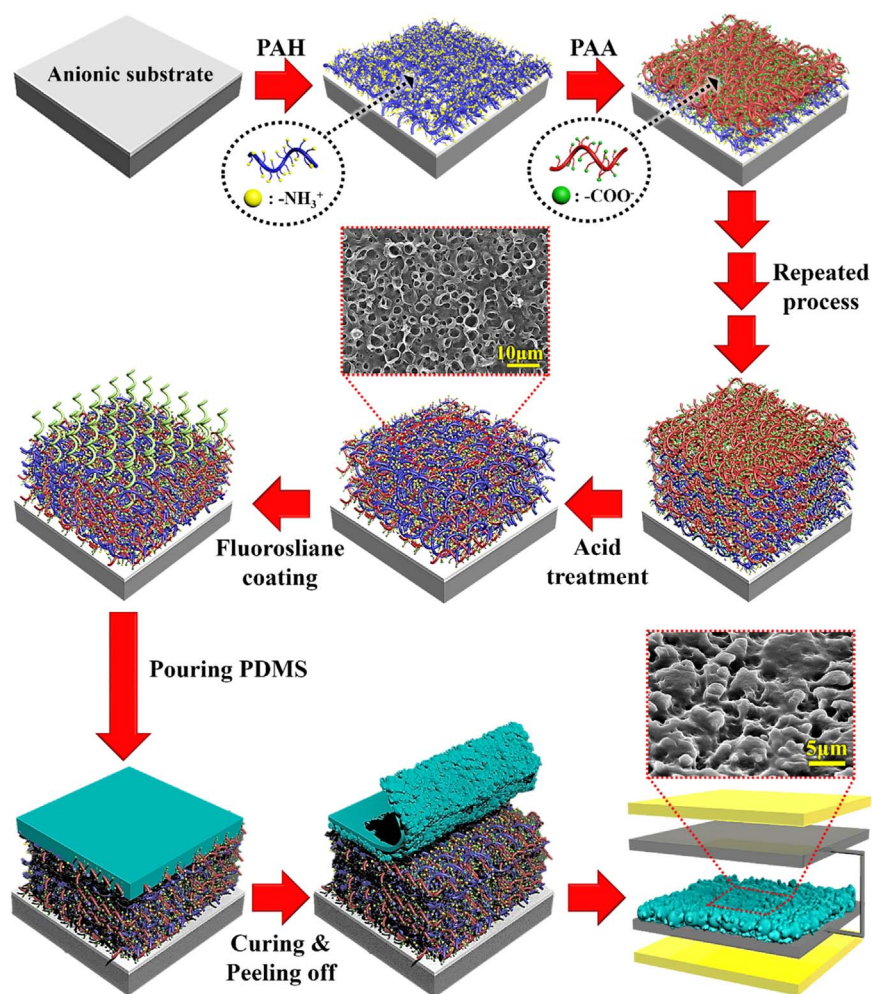 PAH
PAA
Anionic substrate
: -NH₃⁺
: -COO⁻
Repeated
process
10μm
Fluorosliane
coating
Acid
treatment
Pouring PDMS
5μm
Curing &
Peeling off